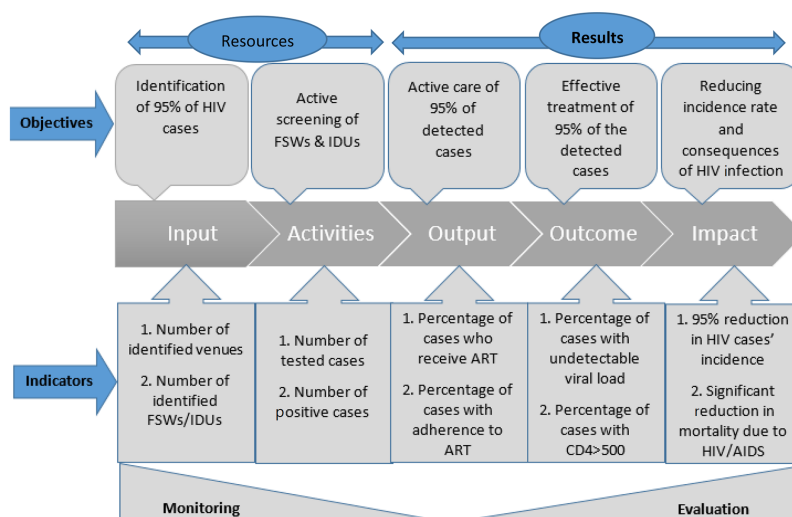 Resources
Results
Objectives
Identification
of 95% of HIV
cases
Active
screening of
FSWs & IDUs
Active care of
95% of
detected
cases
Effective
treatment of
95% of the
detected
cases
Reducing
incidence rate
and
consequences
of HIV infection
Input
Activities
Output
Outcome
Impact
Indicators
1. Number of
identified venues
2. Number of
identified
FSWs/IDUs
1. Number of
tested cases
2. Number of
positive cases
1. Percentage of
cases who
receive ART
2. Percentage of
cases with
adherence to
ART
1. Percentage of
cases with
undetectable
viral load
2. Percentage of
cases with
CD4>500
1. 95% reduction
in HIV cases’
incidence
2. Significant
reduction in
mortality due to
HIV/AIDS
Monitoring
Evaluation